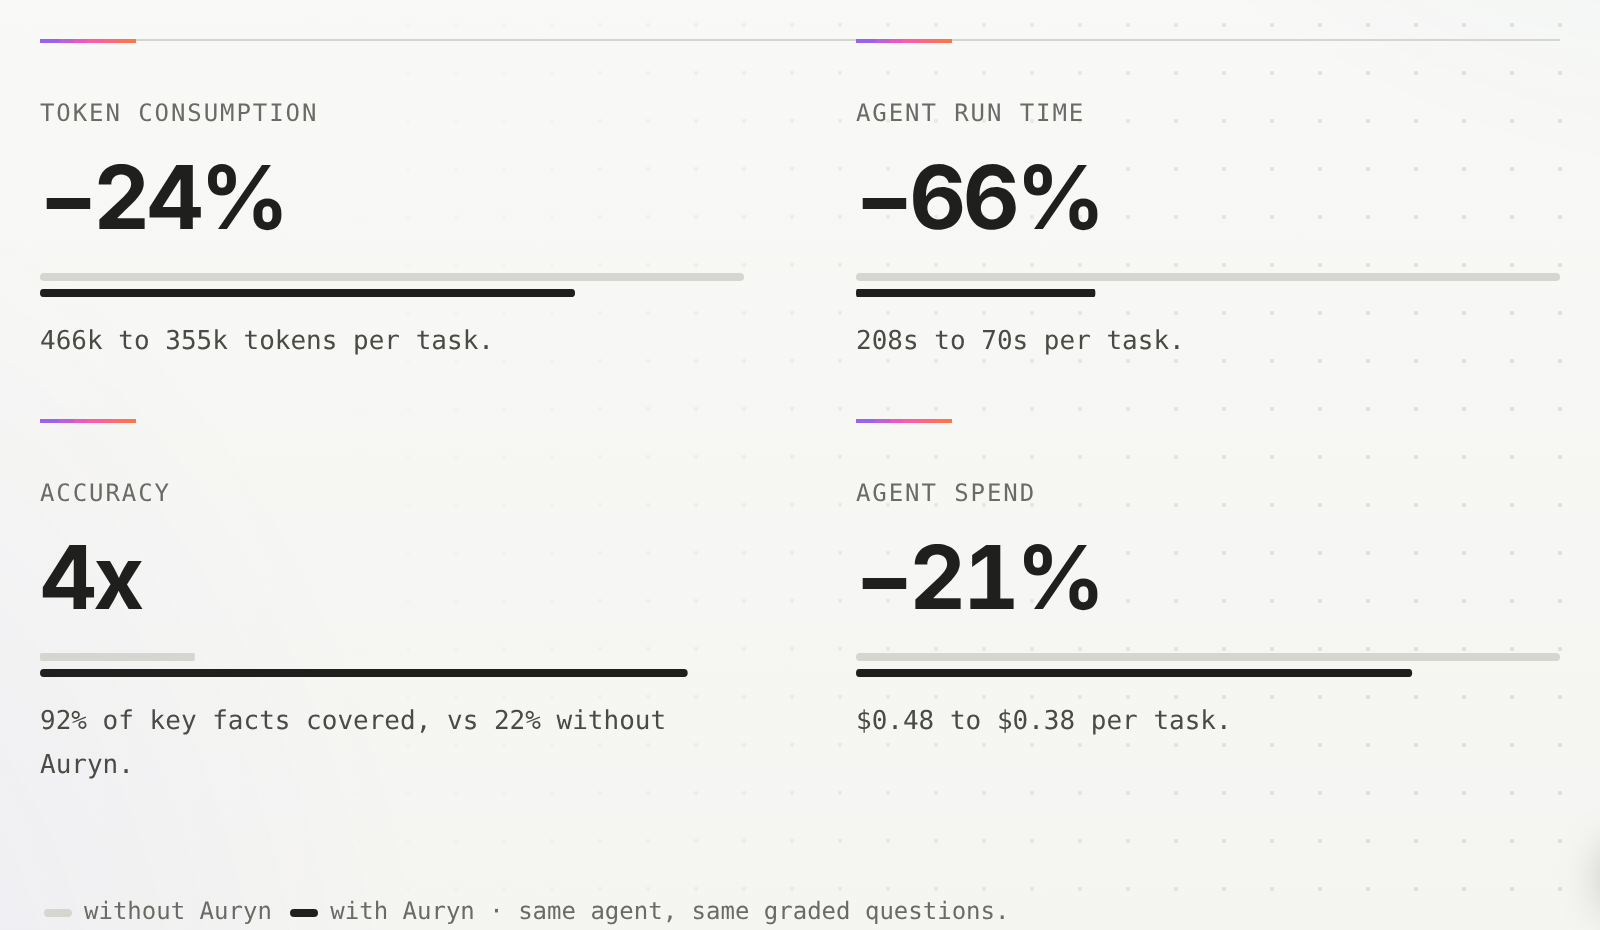 TOKEN CONSUMPTION
–24%
466k to 355k tokens per task.
AGENT RUN TIME
–66%
208s to 70s per task.
ACCURACY
4x
92% of key facts covered, vs 22% without
Auryn.
AGENT SPEND
–21%
$0.48 to $0.38 per task.
without Auryn with Auryn · same agent, same graded questions.